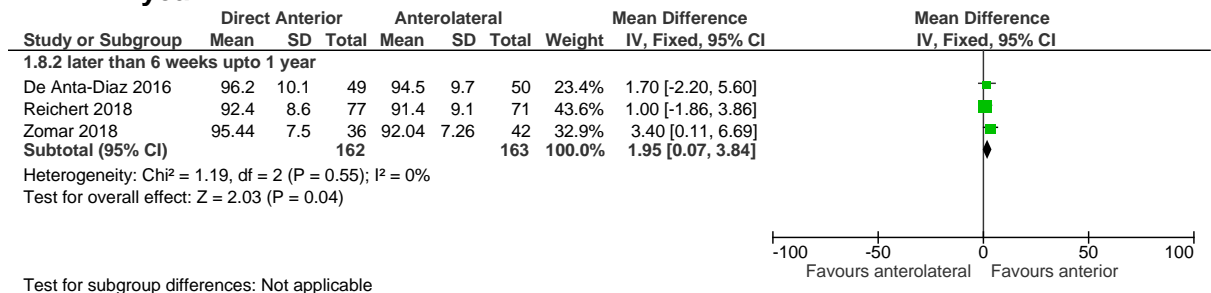 Direct Anterior Anterolateral Mean Difference Mean Difference
Study or Subgroup Mean SD Total Mean SD Total Weight IV, Fixed, 95% CI IV, Fixed, 95% CI
1.8.2 later than 6 weeks upto 1 year
De Anta-Diaz 2016 96.2 10.1 49 94.5 9.7 50 23.4% 1.70 [-2.20, 5.60]
Reichert 2018 92.4 8.6 77 91.4 9.1 71 43.6% 1.00 [-1.86, 3.86]
Zomar 2018 95.44 7.5 36 92.04 7.26 42 32.9% 3.40 [0.11, 6.69]
Subtotal (95% CI) 162 163 100.0% 1.95 [0.07, 3.84]
Heterogeneity: Chi² = 1.19, df = 2 (P = 0.55); I² = 0%
Test for overall effect: Z = 2.03 (P = 0.04)
-100 -50 0 50 100
Favours anterolateral Favours anterior
Test for subgroup differences: Not applicable